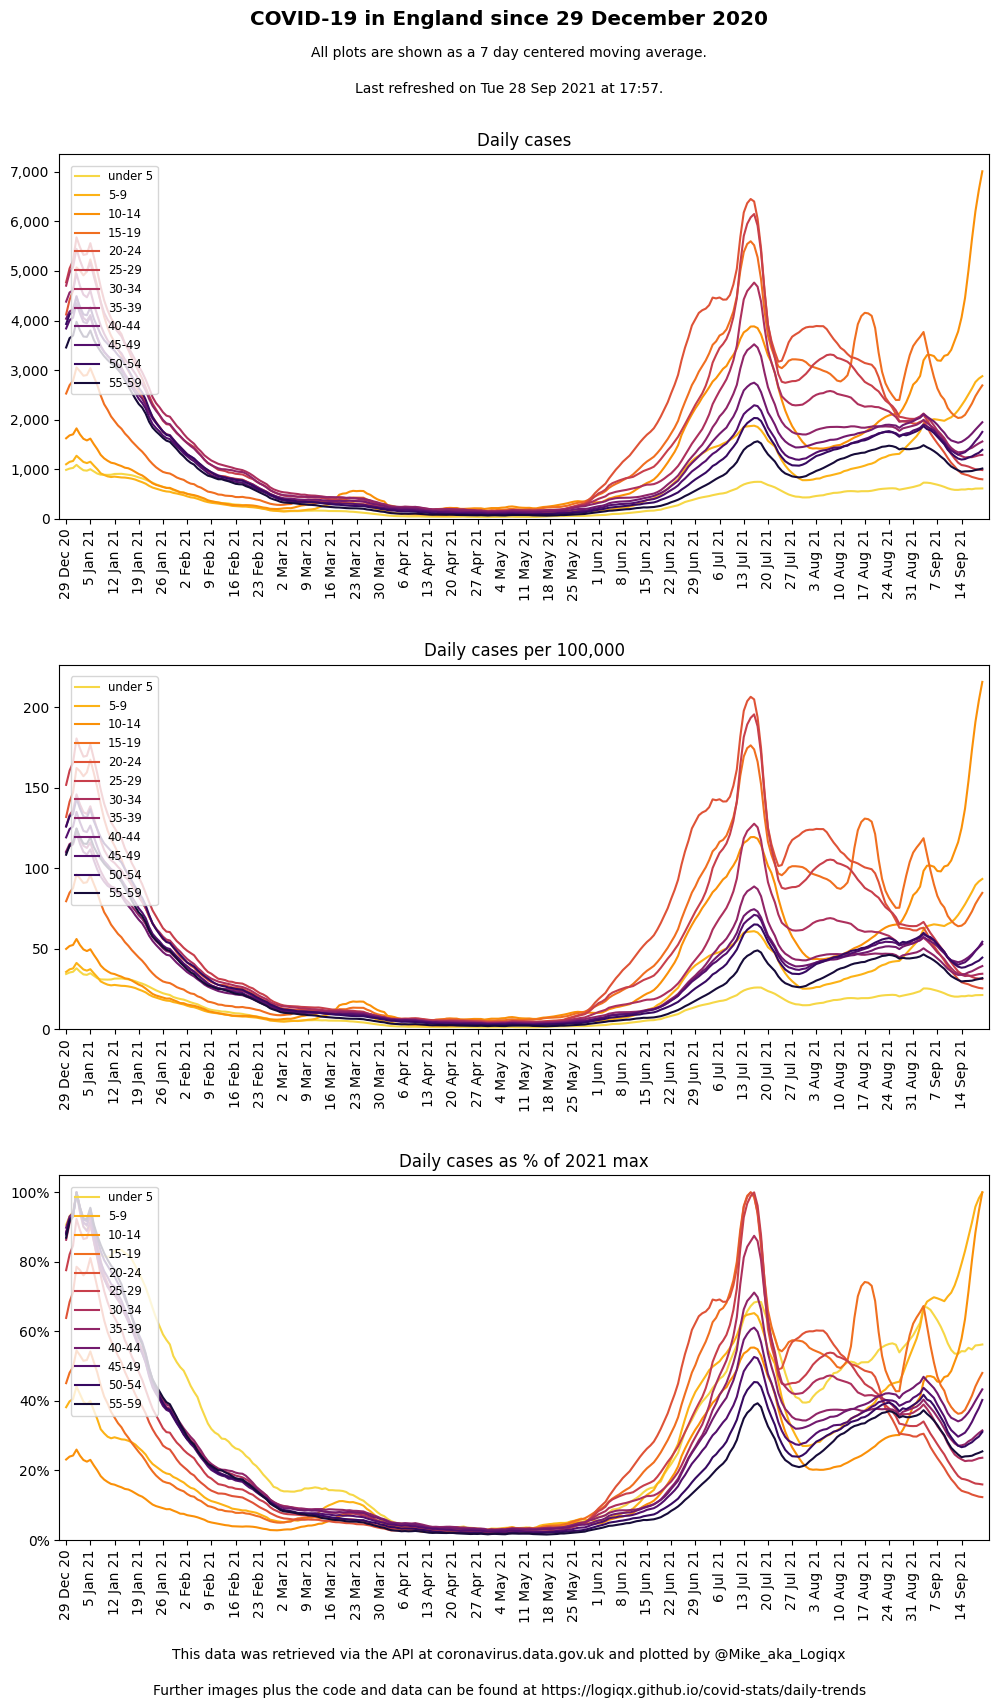 COVID-19 in England since 29 December 2020
All plots are shown as a 7 day centered moving average.
Last refreshed on Tue 28 Sep 2021 at 17:57.
Daily cases
7,000
6,000
5,000
4,000
3,000
2,000
1,000
0
under 5
5-9
10-14
15-19
20-24
25-29
30-34
35-39
40-44
45-49
50-54
55-59
29 Dec 20
5 Jan 21
12 Jan 21
19 Jan 21
26 Jan 21
2 Feb 21
9 Feb 21
16 Feb 21
23 Feb 21
2 Mar 21
9 Mar 21
16 Mar 21
23 Mar 21
30 Mar 21
6 Apr 21
13 Apr 21
20 Apr 21
27 Apr 21
4 May 21
11 May 21
18 May 21
25 May 21
1 Jun 21
8 Jun 21
15 Jun 21
22 Jun 21
29 Jun 21
6 Jul 21
13 Jul 21
20 Jul 21
27 Jul 21
3 Aug 21
10 Aug 21
17 Aug 21
24 Aug 21
31 Aug 21
7 Sep 21
14 Sep 21
Daily cases per 100,000
200
150
100
50
0
under 5
5-9
10-14
15-19
20-24
25-29
30-34
35-39
40-44
45-49
50-54
55-59
29 Dec 20
5 Jan 21
12 Jan 21
19 Jan 21
26 Jan 21
2 Feb 21
9 Feb 21
16 Feb 21
23 Feb 21
2 Mar 21
9 Mar 21
16 Mar 21
23 Mar 21
30 Mar 21
6 Apr 21
13 Apr 21
20 Apr 21
27 Apr 21
4 May 21
11 May 21
18 May 21
25 May 21
1 Jun 21
8 Jun 21
15 Jun 21
22 Jun 21
29 Jun 21
6 Jul 21
13 Jul 21
20 Jul 21
27 Jul 21
3 Aug 21
10 Aug 21
17 Aug 21
24 Aug 21
31 Aug 21
7 Sep 21
14 Sep 21
Daily cases as % of 2021 max
100%
80%
60%
40%
20%
0%
under 5
5-9
10-14
15-19
20-24
25-29
30-34
35-39
40-44
45-49
50-54
55-59
29 Dec 20
5 Jan 21
12 Jan 21
19 Jan 21
26 Jan 21
2 Feb 21
9 Feb 21
16 Feb 21
23 Feb 21
2 Mar 21
9 Mar 21
16 Mar 21
23 Mar 21
30 Mar 21
6 Apr 21
13 Apr 21
20 Apr 21
27 Apr 21
4 May 21
11 May 21
18 May 21
25 May 21
1 Jun 21
8 Jun 21
15 Jun 21
22 Jun 21
29 Jun 21
6 Jul 21
13 Jul 21
20 Jul 21
27 Jul 21
3 Aug 21
10 Aug 21
17 Aug 21
24 Aug 21
31 Aug 21
7 Sep 21
14 Sep 21
This data was retrieved via the API at coronavirus.data.gov.uk and plotted by @Mike_aka_Logiqx
Further images plus the code and data can be found at https://logiqx.github.io/covid-stats/daily-trends